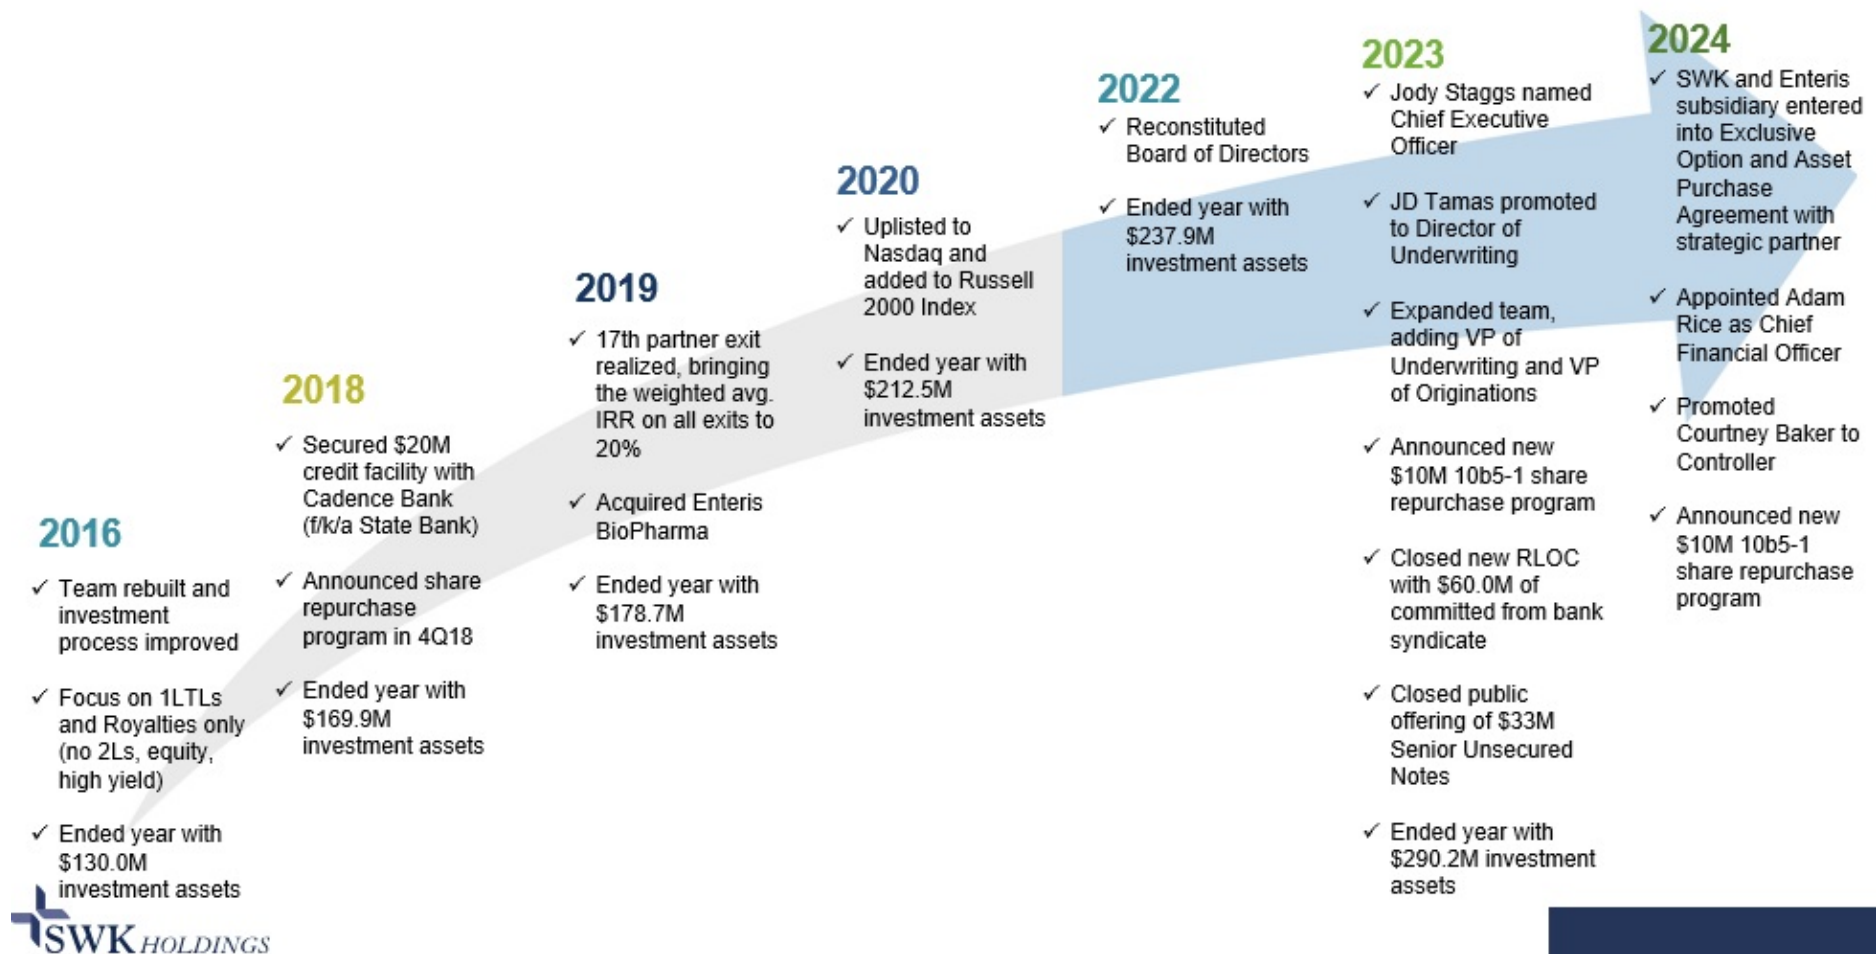 2016
✓ Team rebuilt and
investment
process improved
✓ Focus on 1LTLs
and Royalties only
(no 2Ls, equity,
high yield)
✓ Ended year with
$130.0M
investment assets
2018
✓ Secured $20M
credit facility with
Cadence Bank
(f/k/a State Bank)
✓ Announced share
repurchase
program in 4Q18
✓ Ended year with
$169.9M
investment assets
2019
✓ 17th partner exit
realized, bringing
the weighted avg.
IRR on all exits to
20%
✓ Acquired Enteris
BioPharma
✓ Ended year with
$178.7M
investment assets
2020
✓ Uplisted to
Nasdaq and
added to Russell
2000 Index
✓ Ended year with
$212.5M
investment assets
2022
✓ Reconstituted
Board of Directors
✓ Ended year with
$237.9M
investment assets
2023
✓ Jody Staggs named
Chief Executive
Officer
✓ JD Tamas promoted
to Director of
Underwriting
✓ Expanded team,
adding VP of
Underwriting and VP
of Originations
✓ Announced new
$10M 10b5-1 share
repurchase program
✓ Closed new RLOC
with $60.0M of
committed from bank
syndicate
✓ Closed public
offering of $33M
Senior Unsecured
Notes
✓ Ended year with
$290.2M investment
assets
2024
✓ SWK and Enteris
subsidiary entered
into Exclusive
Option and Asset
Purchase
Agreement with
strategic partner
✓ Appointed Adam
Rice as Chief
Financial Officer
✓ Promoted
Courtney Baker to
Controller
✓ Announced new
$10M 10b5-1
share repurchase
program
SWK HOLDINGS